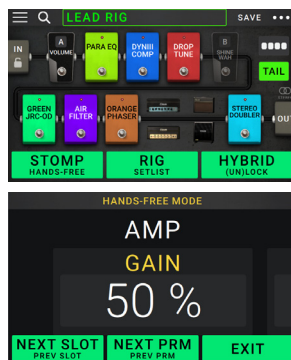 LEAD RIG
SAVE
IN
A
VOLUME
PARA EQ
DYNIII
COMP
DROP
TUNE
B
SHINE
WAH
TAIL
GREEN
JRC-OD
AIR
FILTER
ORANGE
PHASER
STEREO
DOUBLER
OUT
STOMP
HANDS-FREE
RIG
SETLIST
HYBRID
(UN)LOCK
HANDS-FREE MODE
AMP
GAIN
50 %
NEXT SLOT
PREV SLOT
NEXT PRM
PREV PRM
EXIT